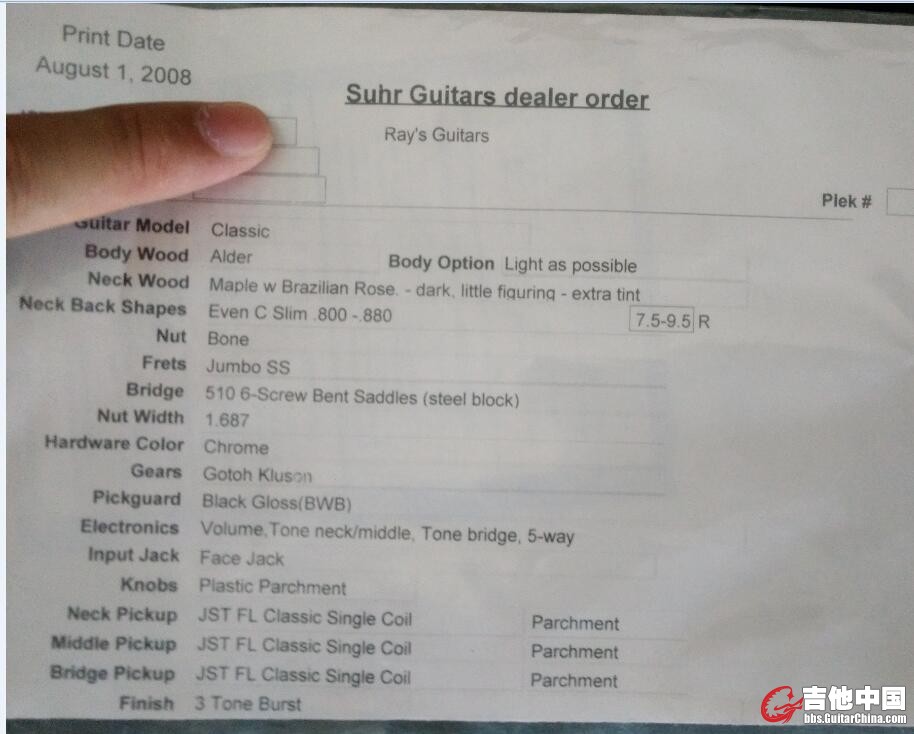 Print Date
August 1, 2008
Suhr Guitars dealer order
Ray's Guitars
Plek #
Guitar Model Classic
Body Wood Alder Body Option Light as possible
Neck Wood Maple w Brazilian Rose. - dark, little figuring - extra tint
Neck Back Shapes Even C Slim .800 -.880 7.5-9.5 R
Nut Bone
Frets Jumbo SS
Bridge 510 6-Screw Bent Saddles (steel block)
Nut Width 1.687
Hardware Color Chrome
Gears Gotoh Kluson
Pickguard Black Gloss(BWB)
Electronics Volume,Tone neck/middle, Tone bridge, 5-way
Input Jack Face Jack
Knobs Plastic Parchment
Neck Pickup JST FL Classic Single Coil Parchment
Middle Pickup JST FL Classic Single Coil Parchment
Bridge Pickup JST FL Classic Single Coil Parchment
Finish 3 Tone Burst
吉他中国
bbs.GuitarChina.com